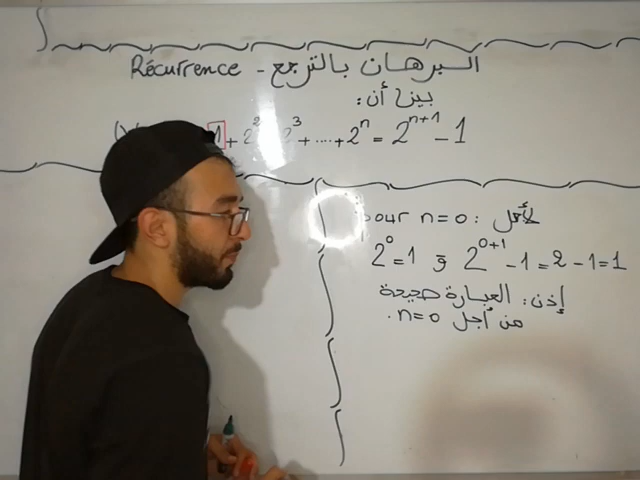 البرهان بالترجع - Récurrence
بين أن:
1 + 2² 2³ + .... + 2ⁿ = 2ⁿ⁺¹ - 1
لأجل: pour n=0
2⁰ = 1 و 2⁰⁺¹ - 1 = 2 - 1 = 1
إذن: العبارة صحيحة
من أجل n=0.